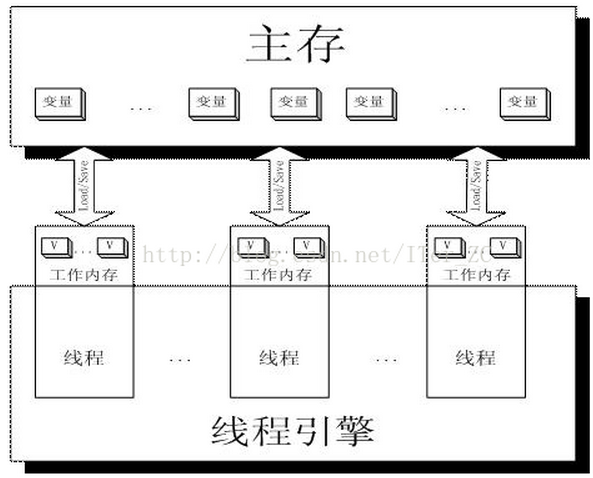 主存
变量 ... 变量 变量 变量 ... 变量
Load/Save Load/Save Load/Save
V ... V V ... V V ... V
工作内存 工作内存 工作内存
线程 ... 线程 ... 线程
线程引擎